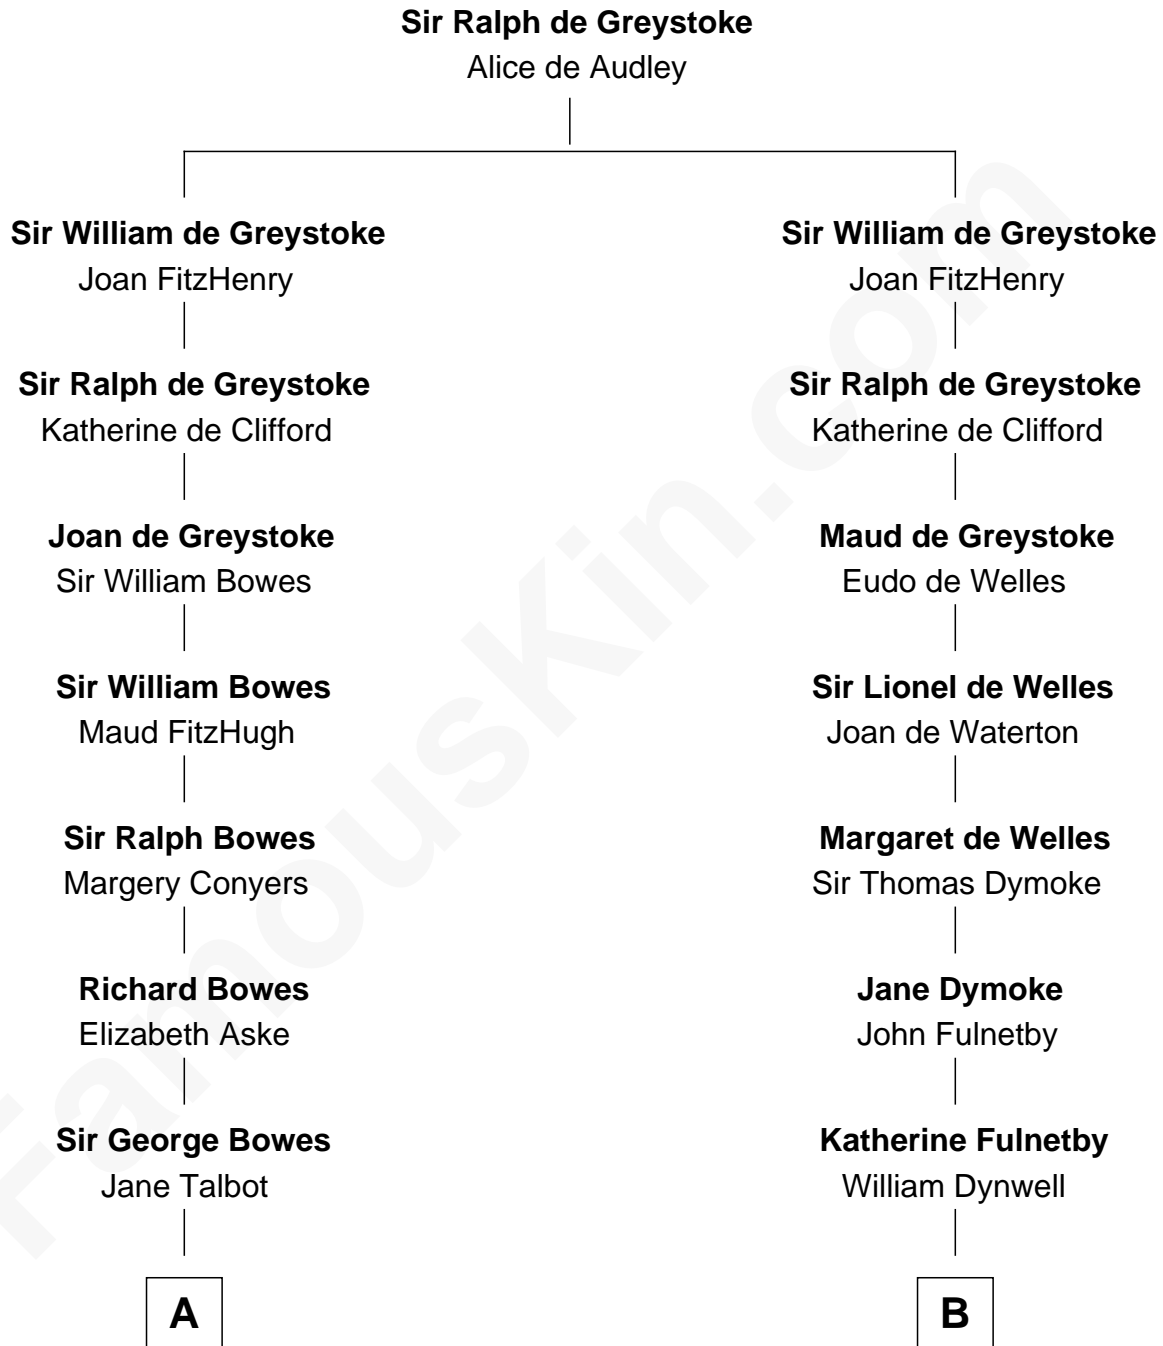 Sir Ralph de Greystoke
Alice de Audley
Sir William de Greystoke
Joan FitzHenry
Sir William de Greystoke
Joan FitzHenry
Sir Ralph de Greystoke
Katherine de Clifford
Sir Ralph de Greystoke
Katherine de Clifford
Joan de Greystoke
Sir William Bowes
Maud de Greystoke
Eudo de Welles
Sir William Bowes
Maud FitzHugh
Sir Lionel de Welles
Joan de Waterton
Sir Ralph Bowes
Margery Conyers
Margaret de Welles
Sir Thomas Dymoke
Richard Bowes
Elizabeth Aske
Jane Dymoke
John Fulnetby
Sir George Bowes
Jane Talbot
Katherine Fulnetby
William Dynwell
A
B
FamousKin.com